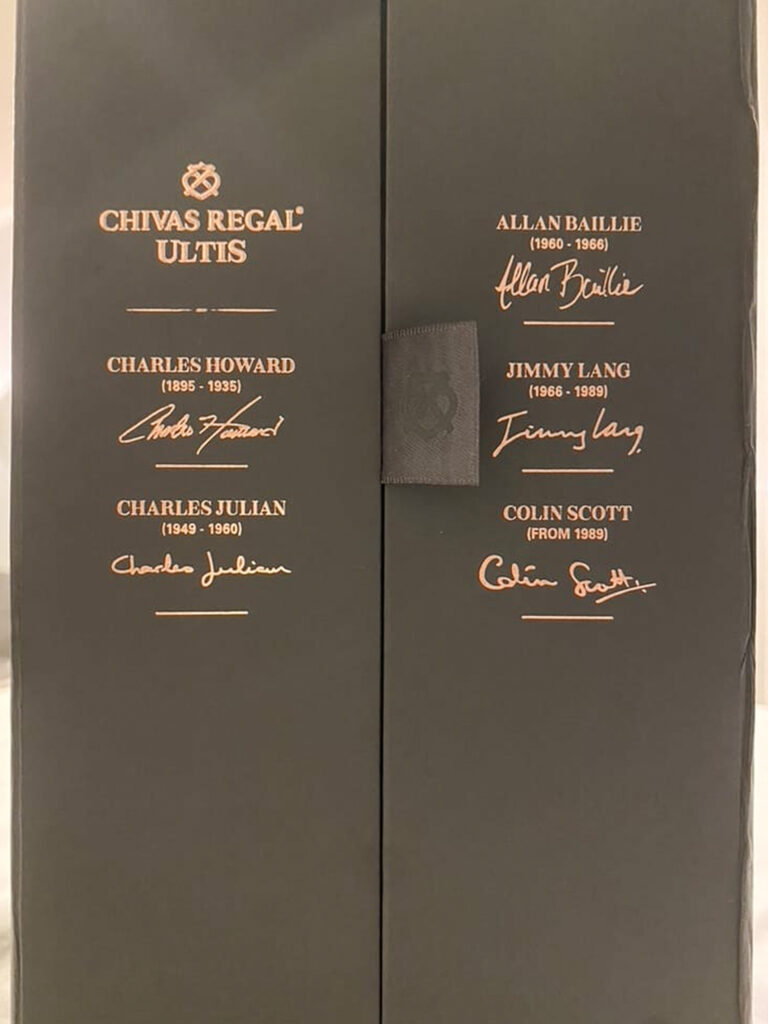 CHIVAS REGAL®
ULTIS
CHARLES HOWARD
(1895 - 1935)
Charles Howard
CHARLES JULIAN
(1949 - 1960)
Charles Julian
ALLAN BAILLIE
(1960 - 1966)
Allan Baillie
JIMMY LANG
(1966 - 1989)
Jimmy Lang
COLIN SCOTT
(FROM 1989)
Colin Scott.